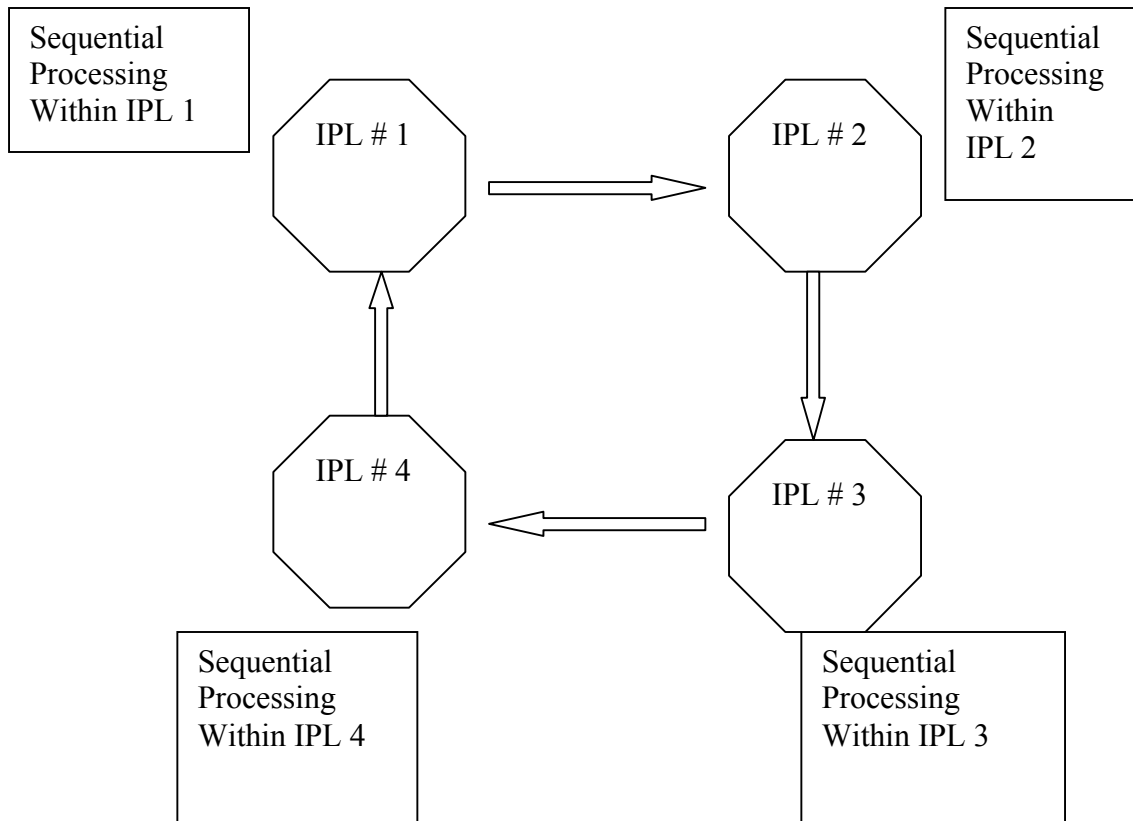 Sequential
Processing
Within IPL 1
IPL # 1
IPL # 2
Sequential
Processing
Within
IPL 2
IPL # 4
IPL # 3
Sequential
Processing
Within IPL 4
Sequential
Processing
Within IPL 3